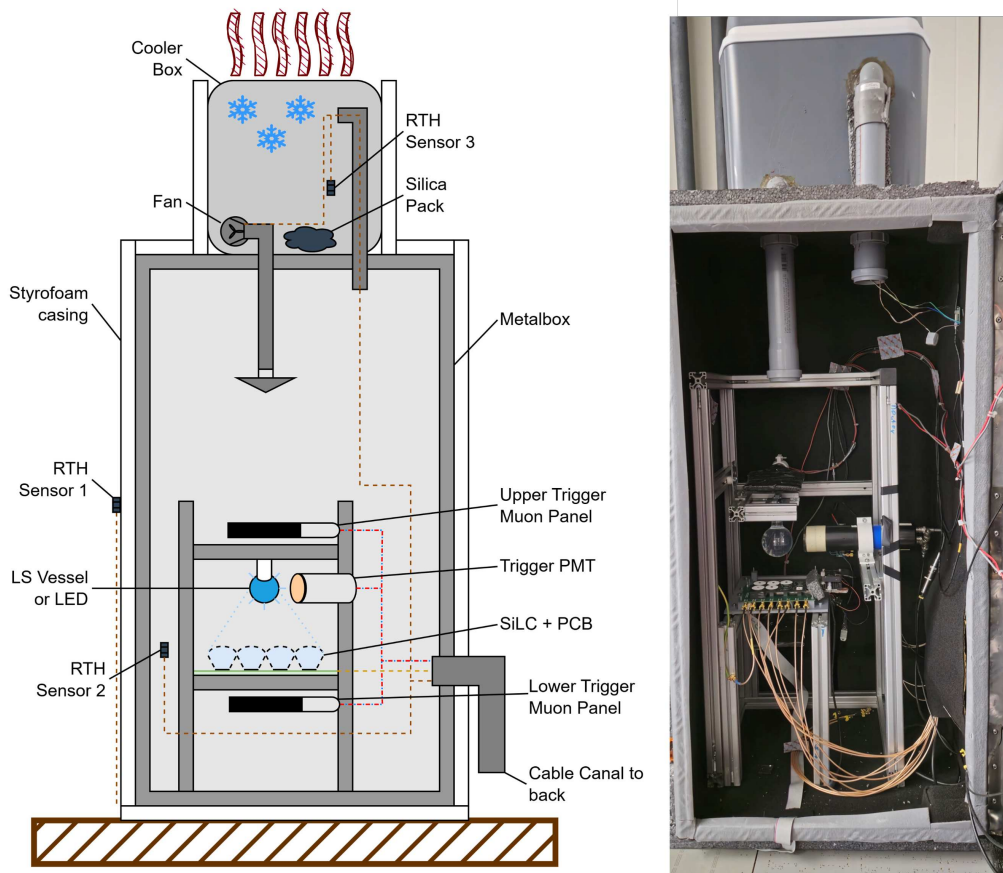 Cooler
Box
RTH
Sensor 3
Silica
Pack
Fan
Styrofoam
casing
Metalbox
RTH
Sensor 1
Upper Trigger
Muon Panel
LS Vessel
or LED
Trigger PMT
SiLC + PCB
RTH
Sensor 2
Lower Trigger
Muon Panel
Cable Canal to
back